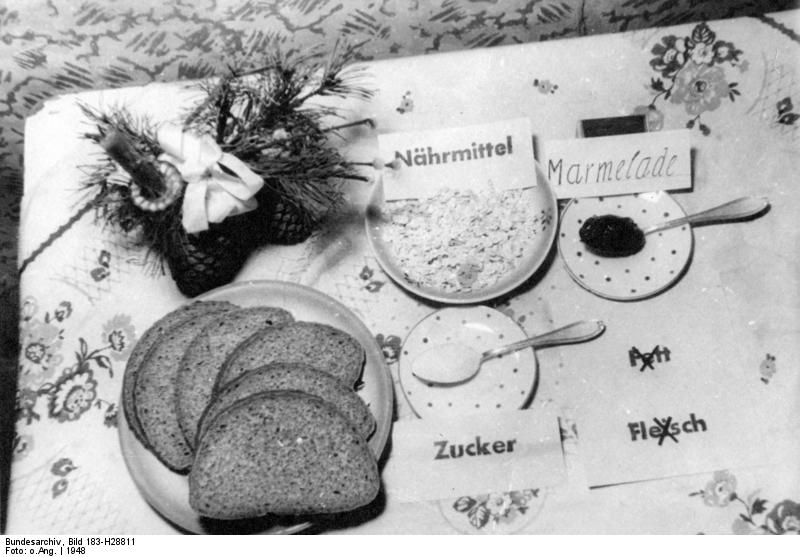 Nährmittel
Marmelade
Fett
Zucker
Fleisch
Bundesarchiv, Bild 183-H28811
Foto: o.Ang. | 1948